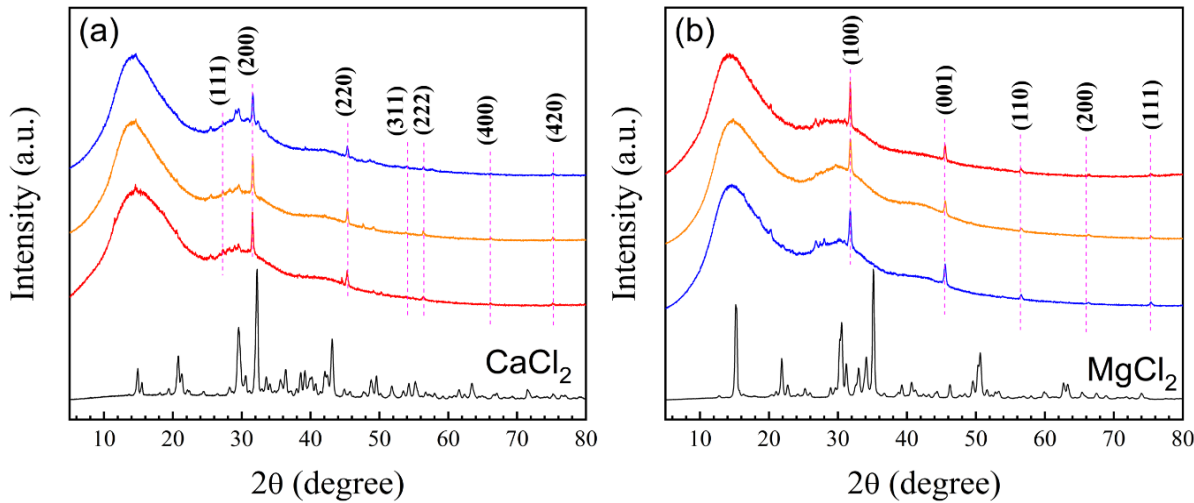 (a)
(111)
(200)
(220)
(311)
(222)
(400)
(420)
Intensity (a.u.)
CaCl₂
10 20 30 40 50 60 70 80
2θ (degree)
(b)
(100)
(001)
(110)
(200)
(111)
Intensity (a.u.)
MgCl₂
10 20 30 40 50 60 70 80
2θ (degree)